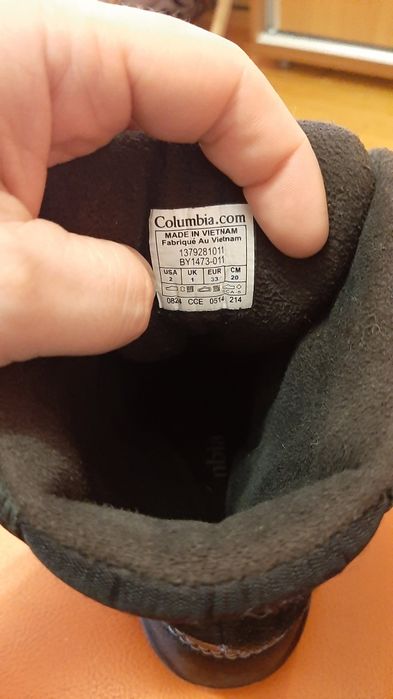 Columbia.com
MADE IN VIETNAM
Fabriqué Au Vietnam
1379281011
BY1473-011
USA UK EUR CM
2 1 33 20
0824 CCE 0514 214